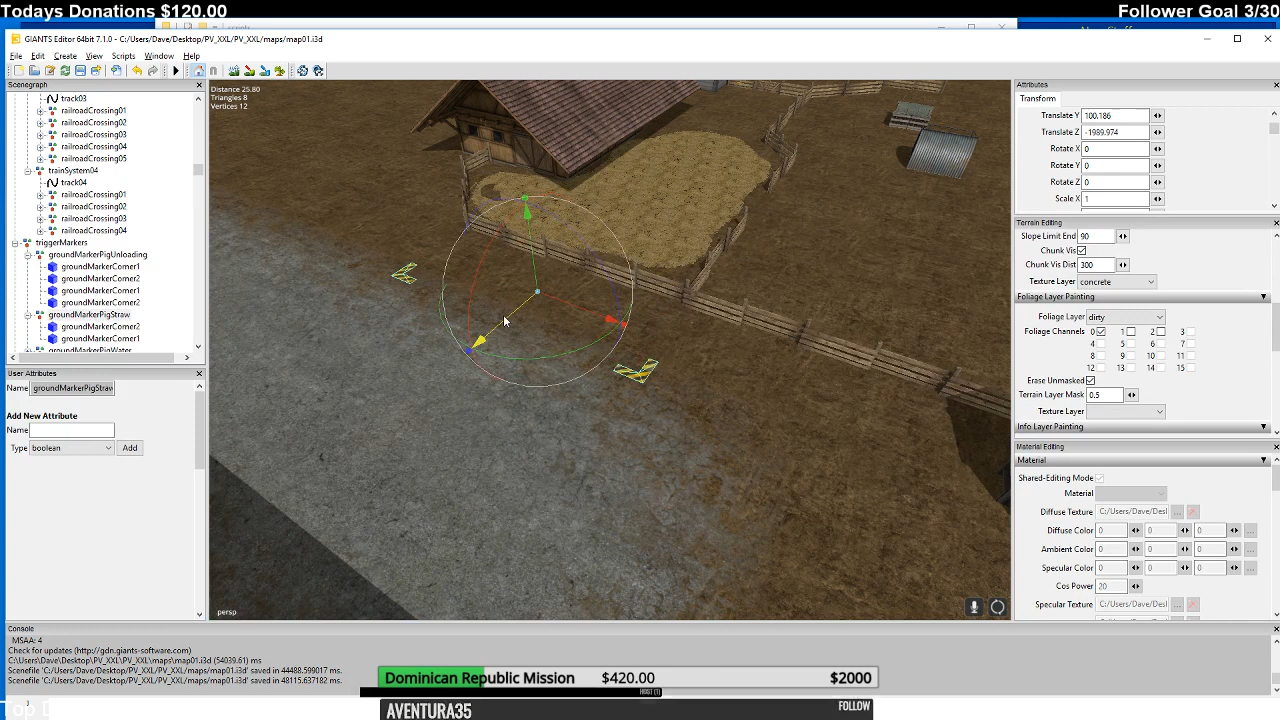 Todays Donations $120.00
Follower Goal 3/30
GIANTS Editor 64bit 7.1.0 - C:/Users/Dave/Desktop/PV_XXL/PV_XXL/maps/map01.i3d
File Edit Create View Scripts Window Help
Scenegraph
track03
railroadCrossing01
railroadCrossing02
railroadCrossing03
railroadCrossing04
railroadCrossing05
trainSystem04
track04
railroadCrossing01
railroadCrossing02
railroadCrossing03
railroadCrossing04
triggerMarkers
groundMarkerPigUnloading
groundMarkerCorner1
groundMarkerCorner2
groundMarkerCorner1
groundMarkerCorner2
groundMarkerPigStraw
groundMarkerCorner2
groundMarkerCorner1
groundMarkerPigWater
User Attributes
Name groundMarkerPigStraw
Add New Attribute
Name
Type boolean Add
Distance 25.80
Triangles 8
Vertices 12
persp
Attributes
Transform
Translate Y 100.186
Translate Z -1989.974
Rotate X 0
Rotate Y 0
Rotate Z 0
Scale X 1
Terrain Editing
Slope Limit End 90
Chunk Vis
Chunk Vis Dist 300
Texture Layer concrete
Foliage Layer Painting
Foliage Layer dirty
Foliage Channels 0 1 2 3
4 5 6 7
8 9 10 11
12 13 14 15
Erase Unmasked
Terrain Layer Mask 0.5
Texture Layer
Info Layer Painting
Material Editing
Material
Shared-Editing Mode
Material
Diffuse Texture C:/Users/Dave/Desl ...
Diffuse Color 0 0 0 ...
Ambient Color 0 0 0 ...
Specular Color 0 0 0 ...
Cos Power 20
Specular Texture C:/Users/Dave/Desl ...
Console
MSAA: 4
Check for updates (http://gdn.giants-software.com)
C:\Users\Dave\Desktop\PV_XXL\PV_XXL\maps\map01.i3d (54039.61) ms
Scenefile 'C:/Users/Dave/Desktop/PV_XXL/PV_XXL/maps/map01.i3d' saved in 44488.599017 ms.
Scenefile 'C:/Users/Dave/Desktop/PV_XXL/PV_XXL/maps/map01.i3d' saved in 48115.637182 ms.
Dominican Republic Mission $420.00 $2000
AVENTURA35
FOLLOW